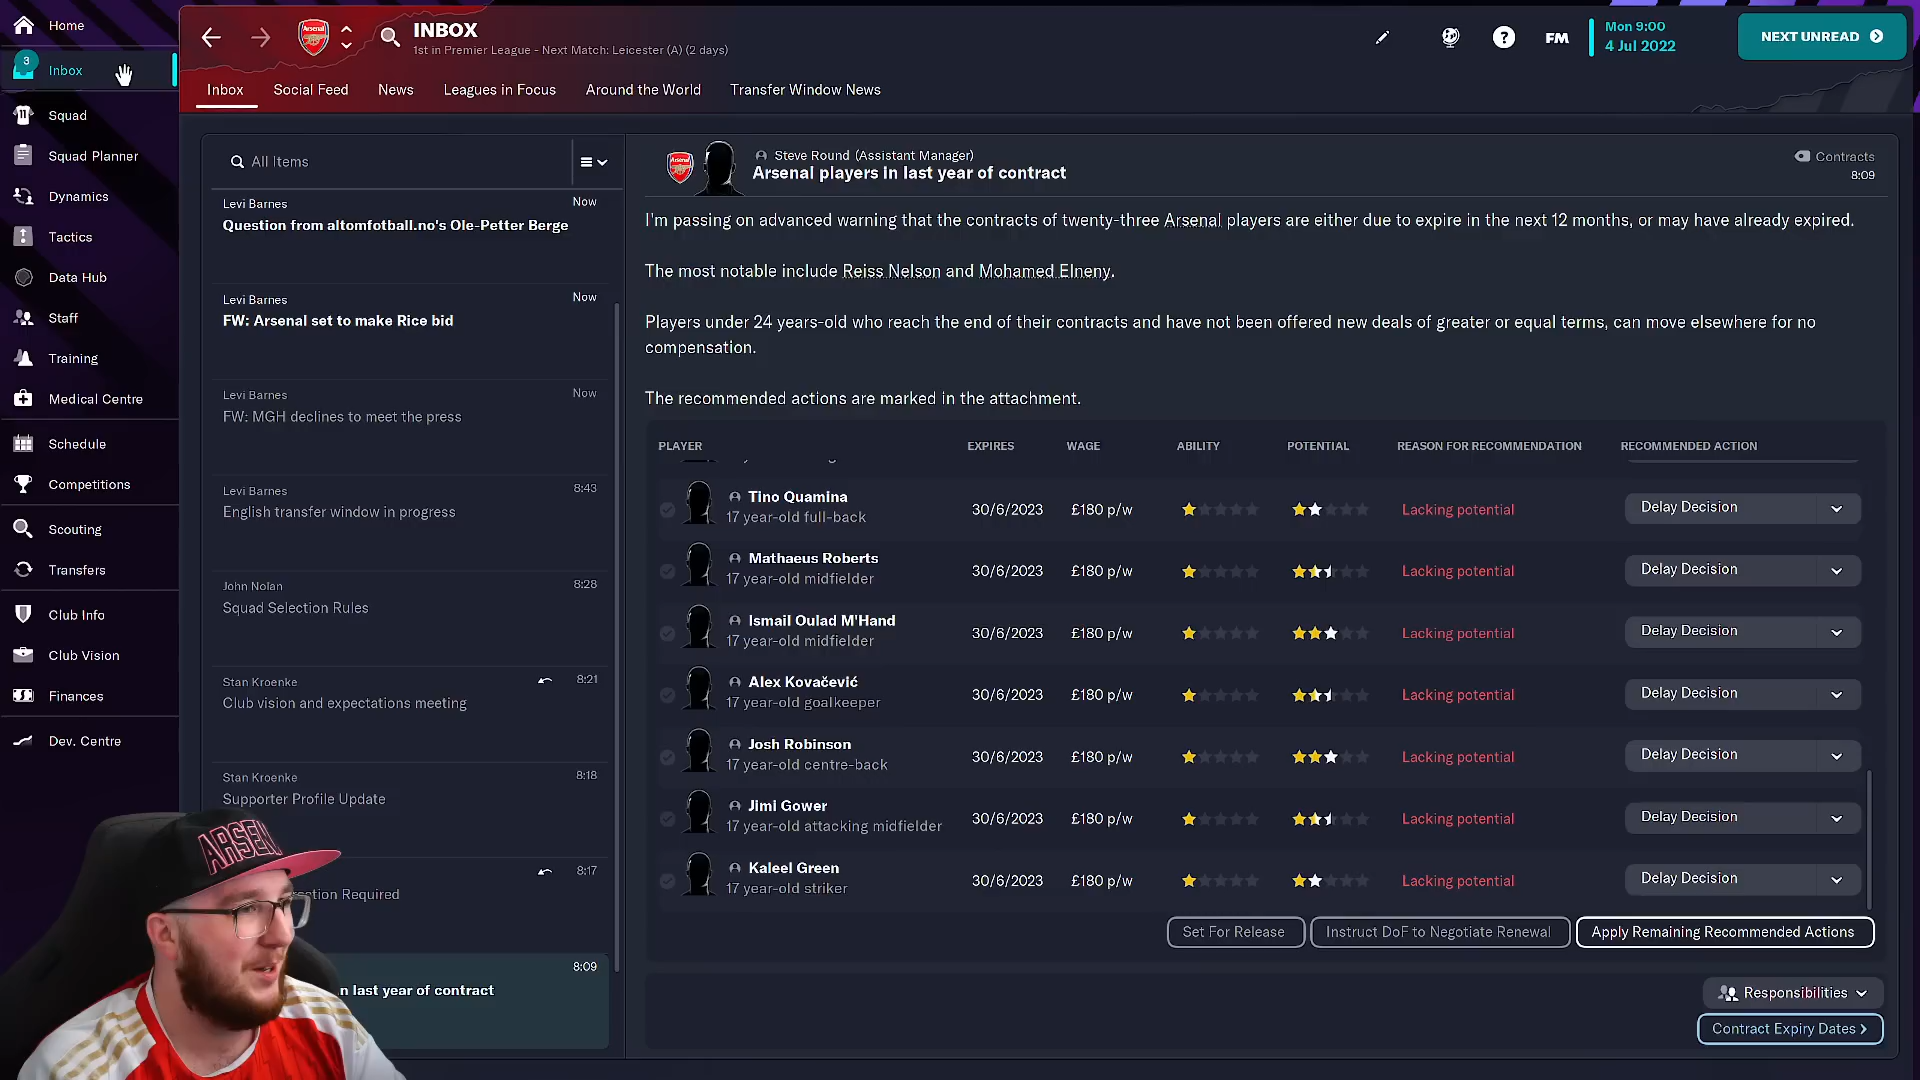 Home
3
Inbox
Squad
Squad Planner
Dynamics
Tactics
Data Hub
Staff
Training
Medical Centre
Schedule
Competitions
Scouting
Transfers
Club Info
Club Vision
Finances
Dev. Centre
INBOX
1st in Premier League - Next Match: Leicester (A) (2 days)
FM
Mon 9:00
4 Jul 2022
NEXT UNREAD
Inbox Social Feed News Leagues in Focus Around the World Transfer Window News
All Items
Levi Barnes Now
Question from altomfotball.no's Ole-Petter Berge
Levi Barnes Now
FW: Arsenal set to make Rice bid
Levi Barnes Now
FW: MGH declines to meet the press
Levi Barnes 8:43
English transfer window in progress
John Nolan 8:28
Squad Selection Rules
Stan Kroenke 8:21
Club vision and expectations meeting
Stan Kroenke 8:18
Supporter Profile Update
8:17
Required
8:09
n last year of contract
Steve Round (Assistant Manager)
Arsenal players in last year of contract
Contracts
8:09
I'm passing on advanced warning that the contracts of twenty-three Arsenal players are either due to expire in the next 12 months, or may have already expired.
The most notable include Reiss Nelson and Mohamed Elneny.
Players under 24 years-old who reach the end of their contracts and have not been offered new deals of greater or equal terms, can move elsewhere for no
compensation.
The recommended actions are marked in the attachment.
PLAYER EXPIRES WAGE ABILITY POTENTIAL REASON FOR RECOMMENDATION RECOMMENDED ACTION
Tino Quamina
17 year-old full-back
30/6/2023 £180 p/w Lacking potential Delay Decision
Mathaeus Roberts
17 year-old midfielder
30/6/2023 £180 p/w Lacking potential Delay Decision
Ismail Oulad M'Hand
17 year-old midfielder
30/6/2023 £180 p/w Lacking potential Delay Decision
Alex Kovačević
17 year-old goalkeeper
30/6/2023 £180 p/w Lacking potential Delay Decision
Josh Robinson
17 year-old centre-back
30/6/2023 £180 p/w Lacking potential Delay Decision
Jimi Gower
17 year-old attacking midfielder
30/6/2023 £180 p/w Lacking potential Delay Decision
Kaleel Green
17 year-old striker
30/6/2023 £180 p/w Lacking potential Delay Decision
Set For Release Instruct DoF to Negotiate Renewal Apply Remaining Recommended Actions
Responsibilities
Contract Expiry Dates